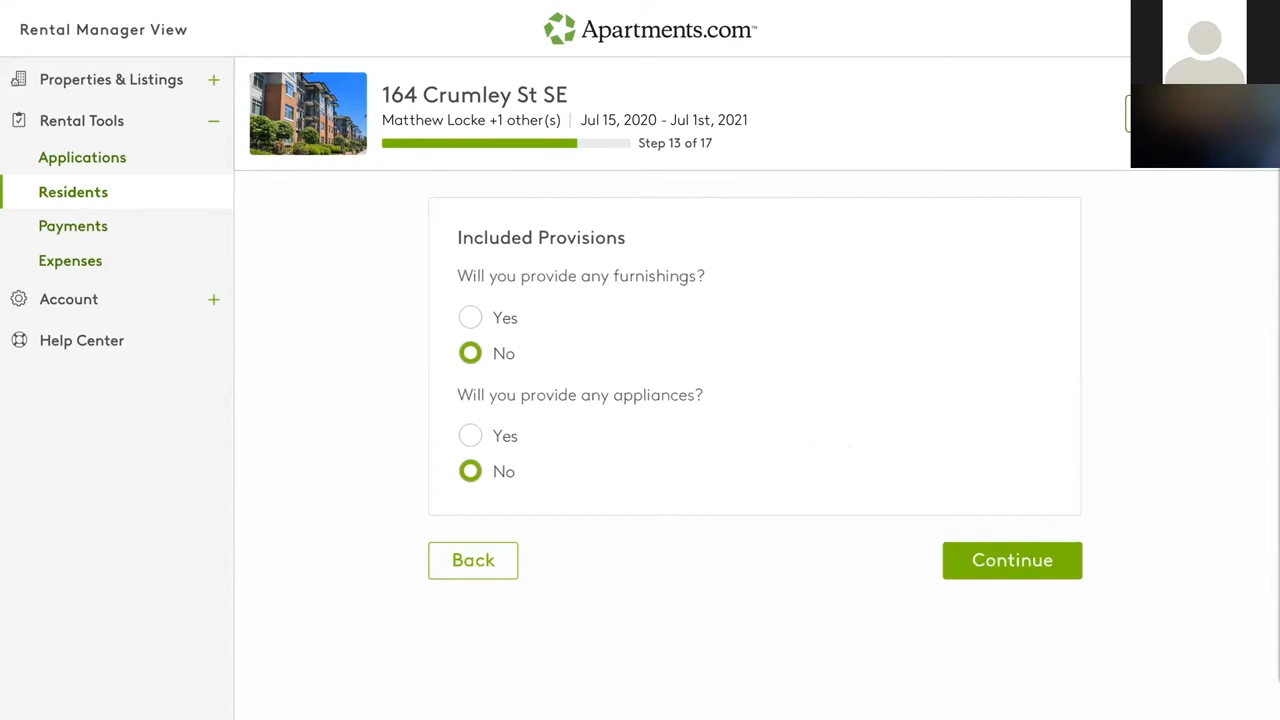 Rental Manager View
Apartments.com™
Properties & Listings +
Rental Tools −
Applications
Residents
Payments
Expenses
Account +
Help Center
164 Crumley St SE
Matthew Locke +1 other(s) | Jul 15, 2020 - Jul 1st, 2021
Step 13 of 17
Included Provisions
Will you provide any furnishings?
Yes
No
Will you provide any appliances?
Yes
No
Back
Continue